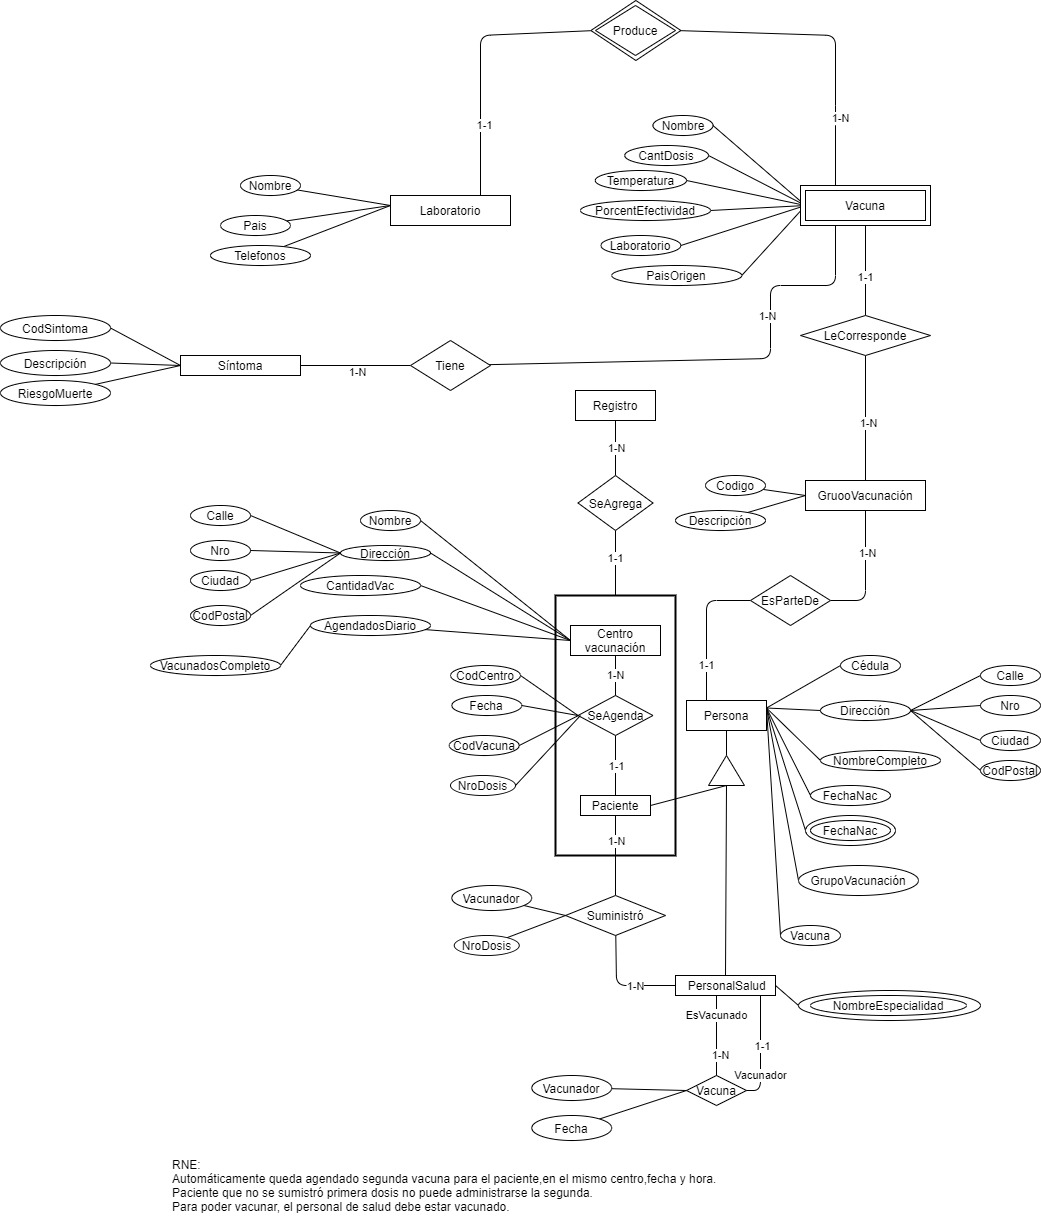 Produce
1-1
1-N
Nombre
CantDosis
Temperatura
PorcentEfectividad
Laboratorio
PaisOrigen
Vacuna
Nombre
Pais
Telefonos
Laboratorio
1-1
1-N
LeCorresponde
CodSintoma
Descripción
RiesgoMuerte
Síntoma
1-N
Tiene
Registro
1-N
1-N
SeAgrega
1-1
Codigo
Descripción
GruooVacunación
1-N
EsParteDe
1-1
Calle
Nro
Ciudad
CodPostal
Nombre
Dirección
CantidadVac
AgendadosDiario
VacunadosCompleto
Centro
vacunación
1-N
CodCentro
Fecha
CodVacuna
NroDosis
SeAgenda
1-1
Paciente
1-N
Persona
Cédula
Dirección
NombreCompleto
FechaNac
FechaNac
GrupoVacunación
Vacuna
Calle
Nro
Ciudad
CodPostal
Vacunador
NroDosis
Suministró
1-N
PersonalSalud
NombreEspecialidad
EsVacunado
1-N
1-1
Vacunador
Vacuna
Vacunador
Fecha
RNE:
Automáticamente queda agendado segunda vacuna para el paciente,en el mismo centro,fecha y hora.
Paciente que no se sumistró primera dosis no puede administrarse la segunda.
Para poder vacunar, el personal de salud debe estar vacunado.